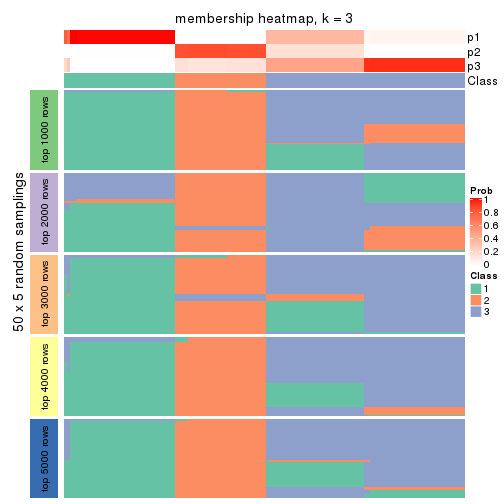 membership heatmap, k = 3
p1
p2
p3
Class
50 x 5 random samplings
top 1000 rows
top 2000 rows
top 3000 rows
top 4000 rows
top 5000 rows
Prob
1
0.8
0.6
0.4
0.2
0
Class
1
2
3